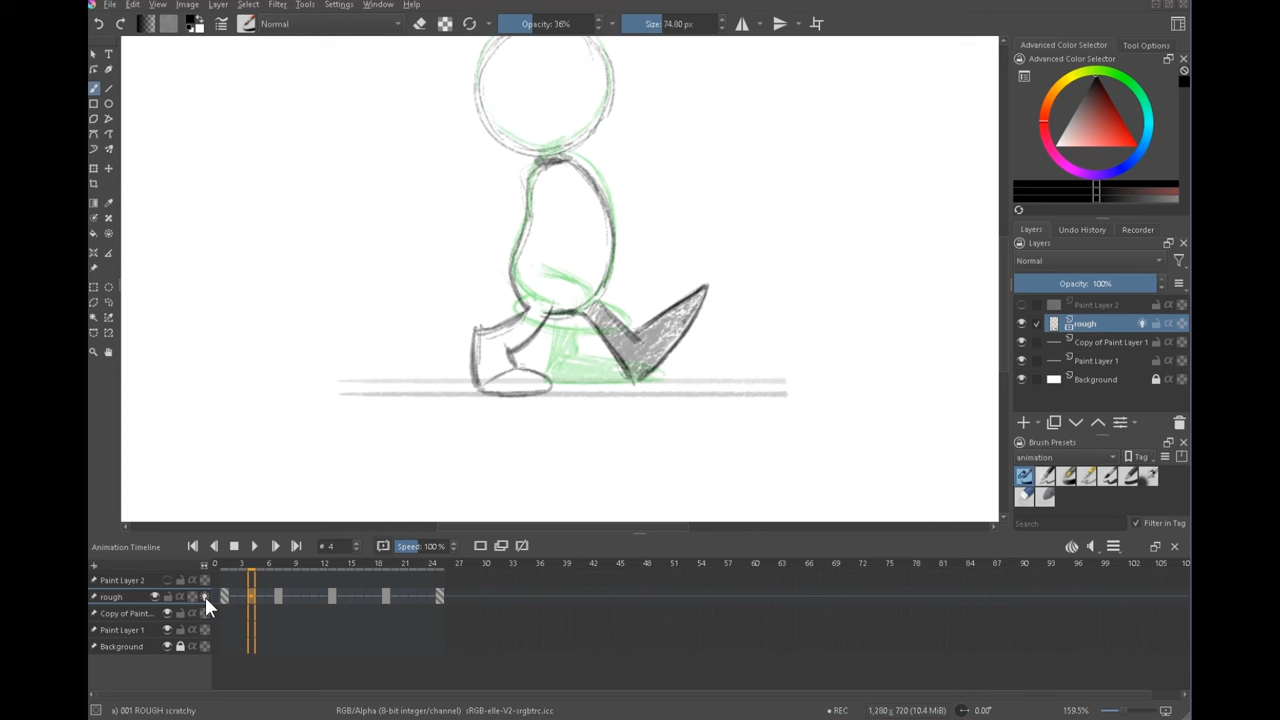 File Edit View Image Layer Select Filter Tools Settings Window Help
Normal Opacity: 36% Size: 74.80 px
Advanced Color Selector Tool Options
Advanced Color Selector
Layers Undo History Recorder
Layers
Normal
Opacity: 100%
Paint Layer 2
rough
Copy of Paint Layer 1
Paint Layer 1
Background
Brush Presets
animation Tag
Search Filter in Tag
Animation Timeline # 4 Speed: 100 %
0 3 6 9 12 15 18 21 24 27 30 33 36 39 42 45 48 51 54 57 60 63 66 69 72 75 78 81 84 87 90 93 96 99 102 105
Paint Layer 2
rough
Copy of Paint...
Paint Layer 1
Background
a) 001 ROUGH scratchy RGB/Alpha (8-bit integer/channel) sRGB-elle-V2-srgbtrc.icc REC 1,280 x 720 (10.4 MiB) 0.00° 159.5%